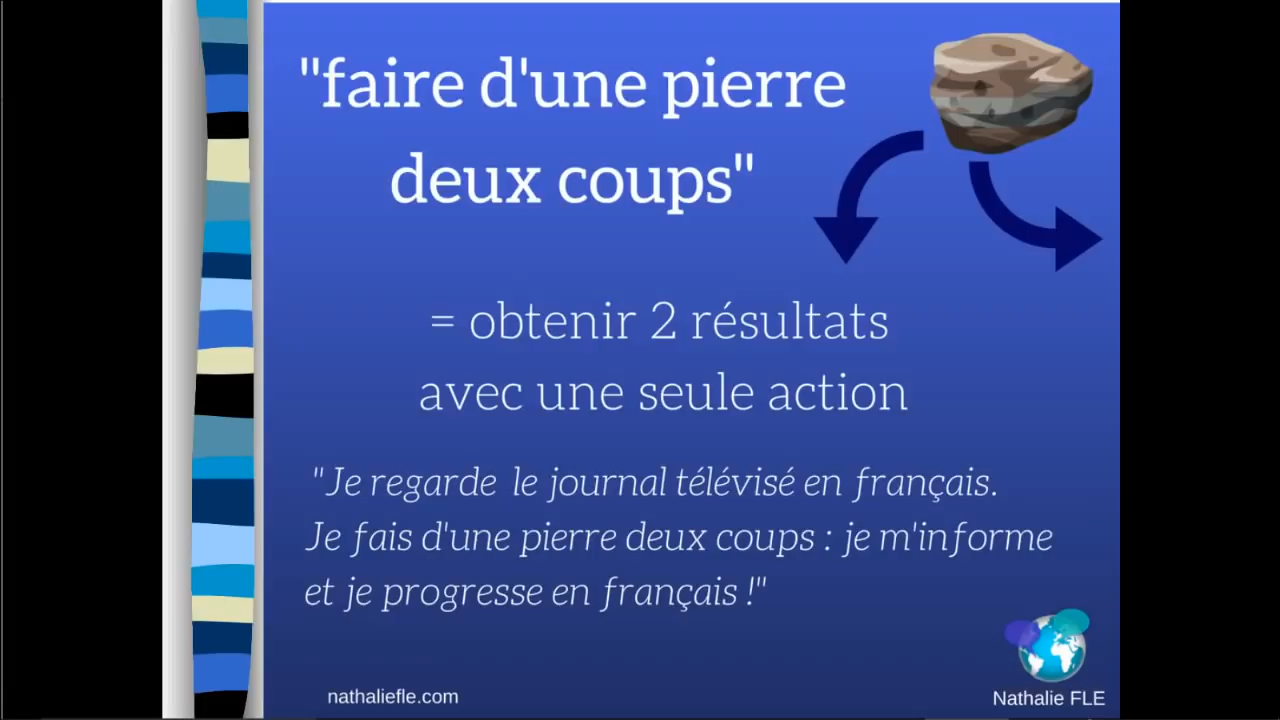 "faire d'une pierre
deux coups"
= obtenir 2 résultats
avec une seule action
"Je regarde le journal télévisé en français.
Je fais d'une pierre deux coups : je m'informe
et je progresse en français !"
nathaliefle.com
Nathalie FLE